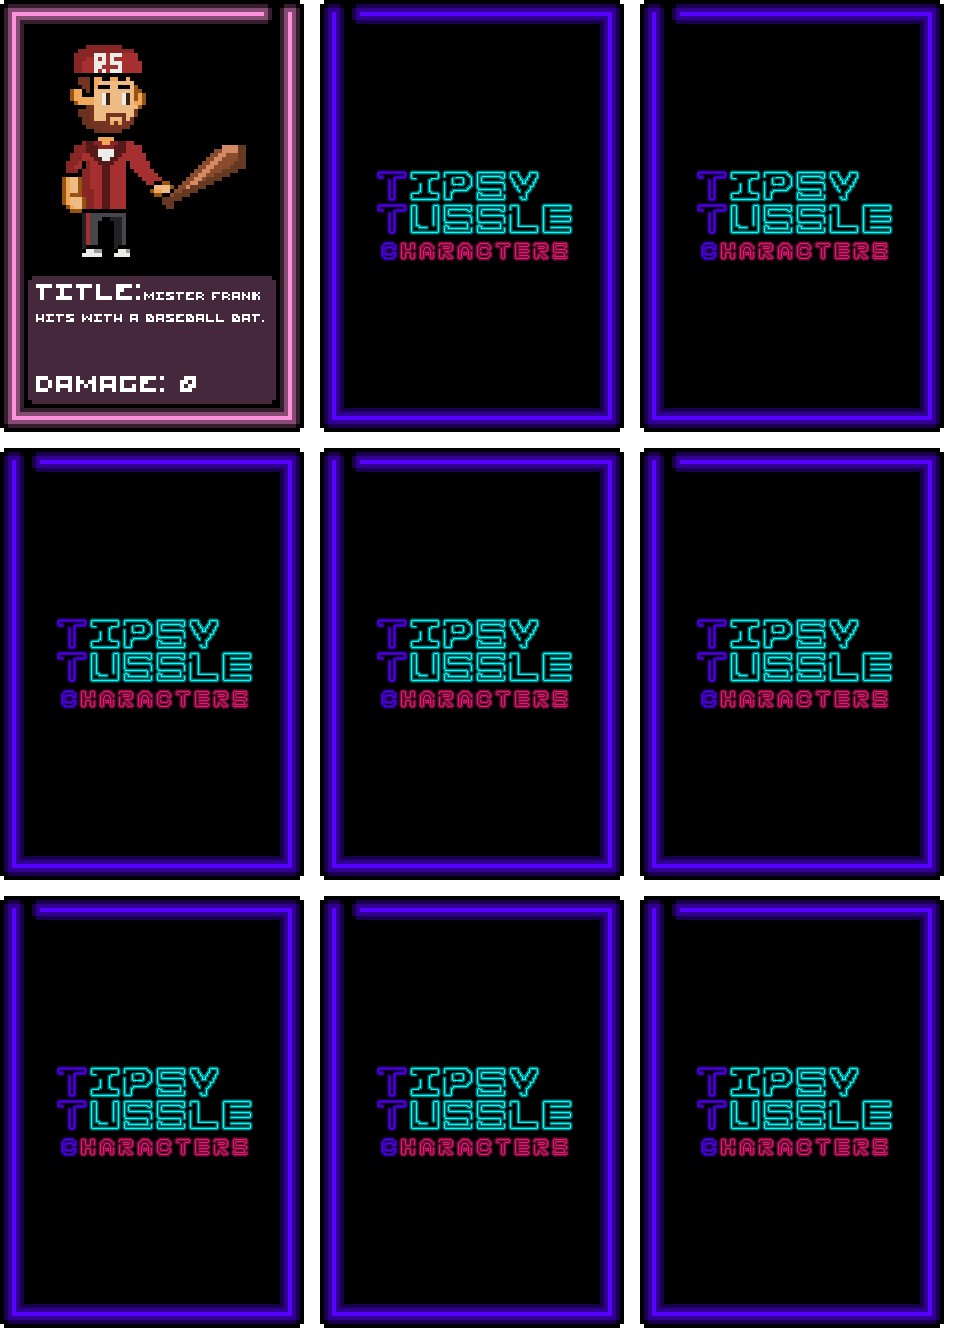 RS
TITLE: MISTER FRANK
HITS WITH A BASEBALL BAT.
DAMAGE: 0
TIPSY
TUSSLE
CHARACTERS
TIPSY
TUSSLE
CHARACTERS
TIPSY
TUSSLE
CHARACTERS
TIPSY
TUSSLE
CHARACTERS
TIPSY
TUSSLE
CHARACTERS
TIPSY
TUSSLE
CHARACTERS
TIPSY
TUSSLE
CHARACTERS
TIPSY
TUSSLE
CHARACTERS